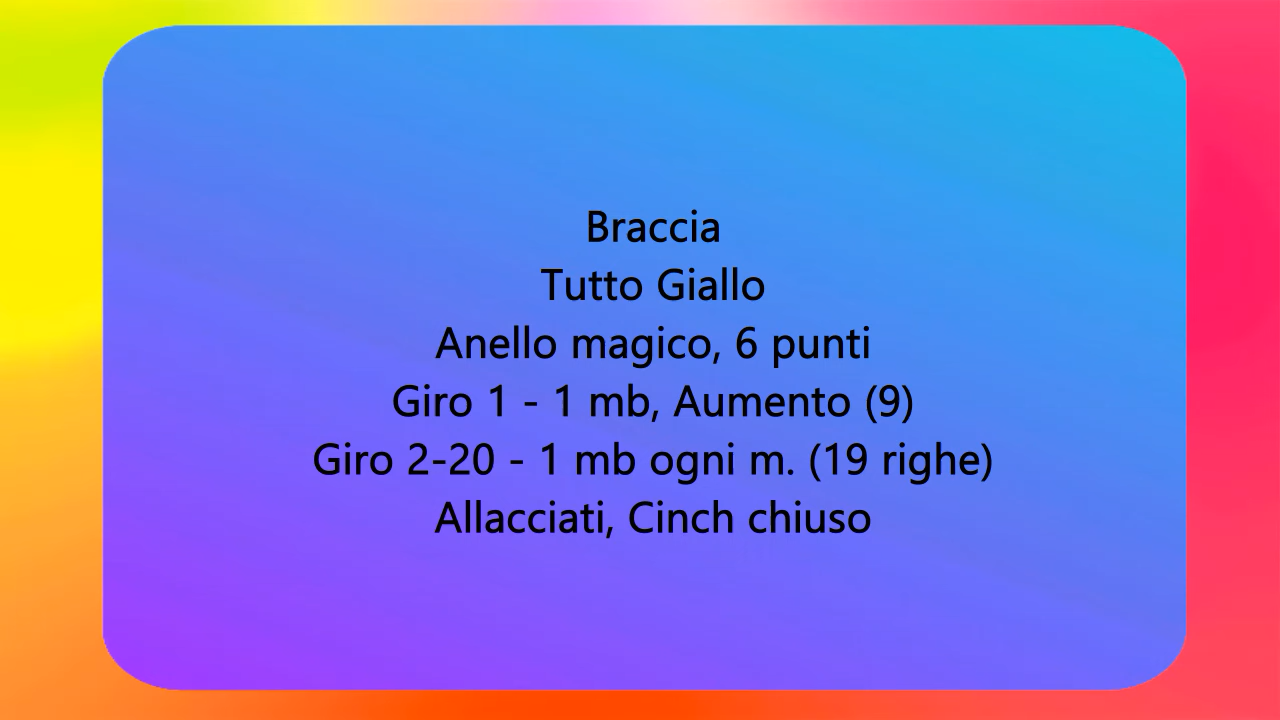 Braccia
Tutto Giallo
Anello magico, 6 punti
Giro 1 - 1 mb, Aumento (9)
Giro 2-20 - 1 mb ogni m. (19 righe)
Allacciati, Cinch chiuso